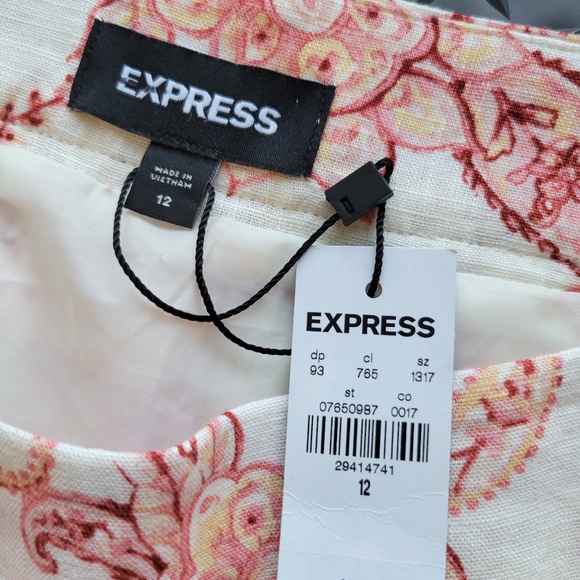 EXPRESS
MADE IN
VIETNAM
12
EXPRESS
dp cl sz
93 765 1317
st co
07650987 0017
29414741
12